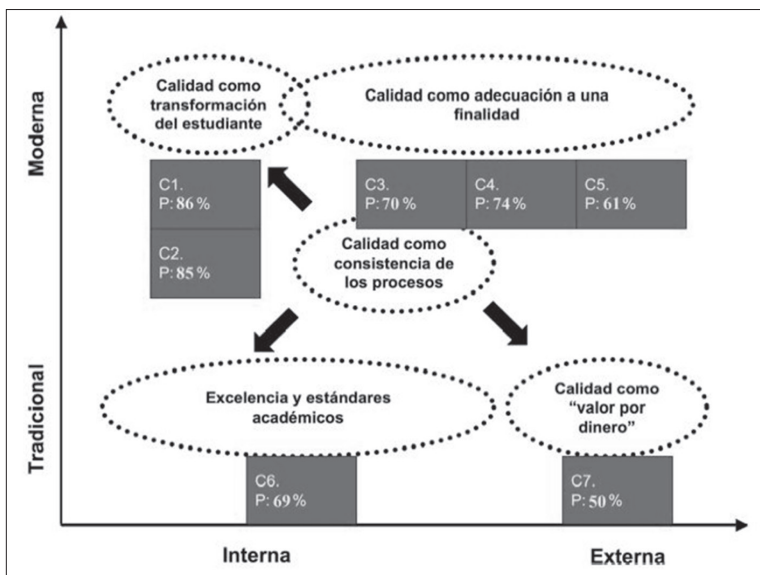 Moderna
Calidad como
transformación
del estudiante
Calidad como adecuación a una
finalidad
C1.
P: 86 %
C2.
P: 85 %
C3.
P: 70 %
C4.
P: 74 %
C5.
P: 61 %
Calidad como
consistencia de
los procesos
Tradicional
Excelencia y estándares
académicos
Calidad como
“valor por
dinero”
C6.
P: 69 %
C7.
P: 50 %
Interna
Externa